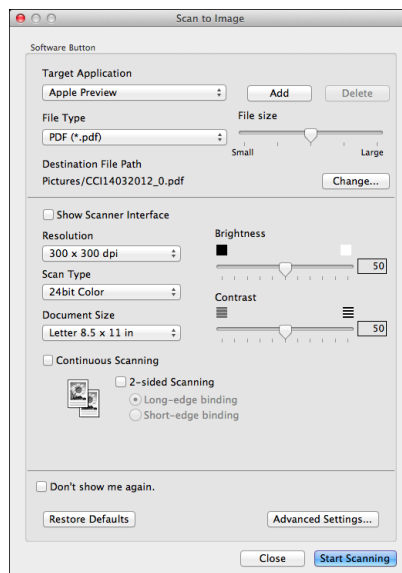 Scan to Image
Software Button
Target Application
Apple Preview
Add
Delete
File Type
File size
PDF (*.pdf)
Small
Large
Destination File Path
Pictures/CCI14032012_0.pdf
Change...
Show Scanner Interface
Resolution
Brightness
300 x 300 dpi
50
Scan Type
24bit Color
Contrast
Document Size
Letter 8.5 x 11 in
50
Continuous Scanning
2-sided Scanning
Long-edge binding
Short-edge binding
Don't show me again.
Restore Defaults
Advanced Settings...
Close
Start Scanning